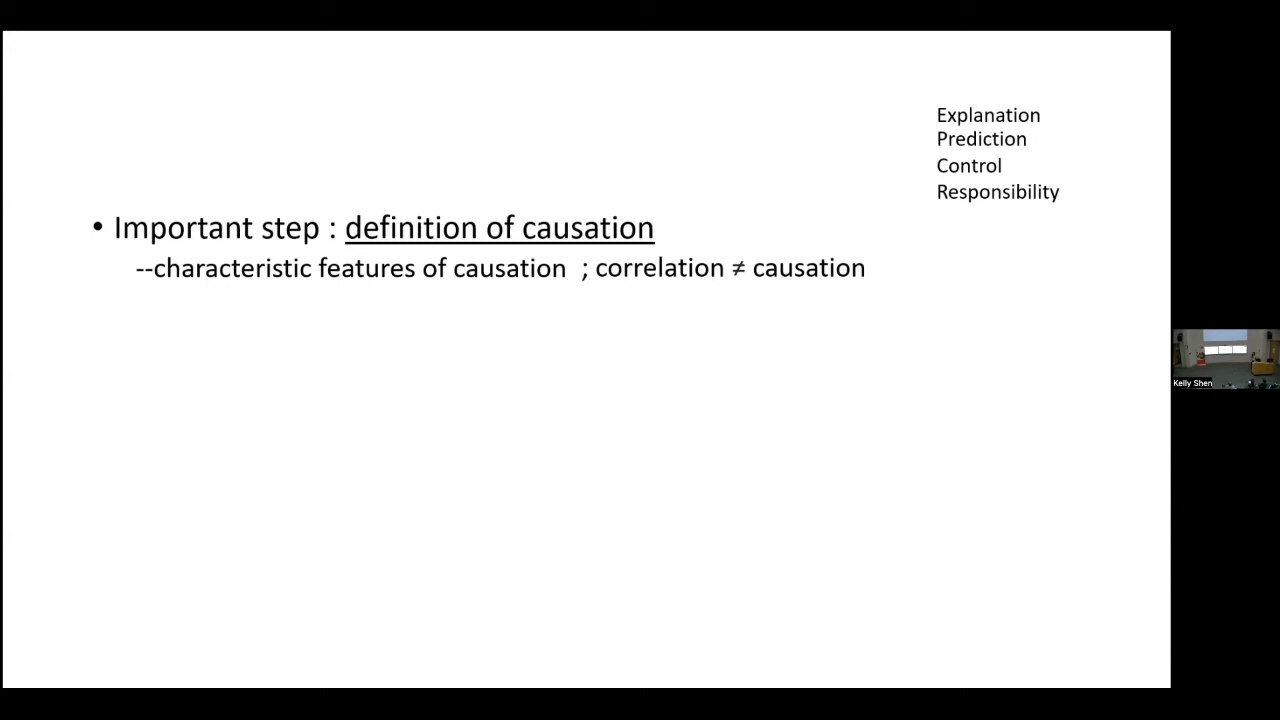 Explanation
Prediction
Control
Responsibility
• Important step : definition of causation
--characteristic features of causation ; correlation ≠ causation
Kelly Shen